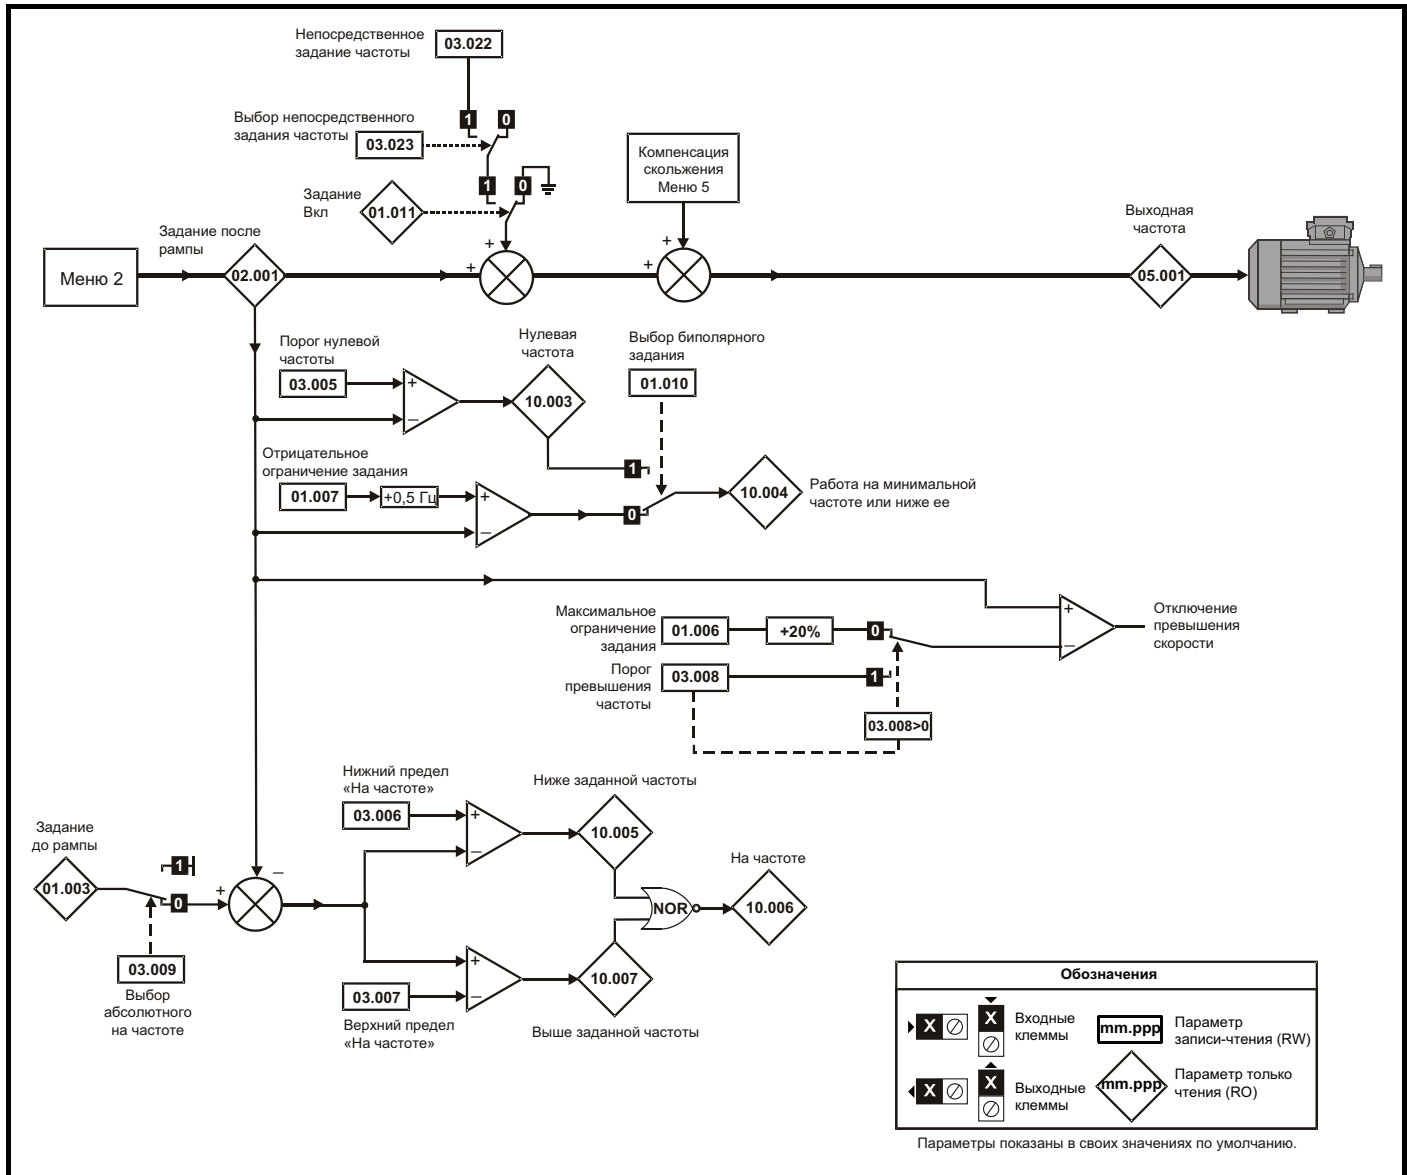 Непосредственное
задание частоты
03.022
1 0
Выбор непосредственного
задания частоты
03.023
Компенсация
скольжения
Меню 5
1 0
Задание
Вкл
01.011
Выходная
частота
Задание после
рампы
+
+
+
+
Меню 2
02.001
05.001
Порог нулевой
частоты
03.005
+
−
Нулевая
частота
10.003
Выбор биполярного
задания
01.010
Отрицательное
ограничение задания
01.007
+0,5 Гц
+
−
1
0
10.004
Работа на минимальной
частоте или ниже ее
Максимальное
ограничение
задания
01.006
+20%
0
+
−
Отключение
превышения
скорости
Порог
превышения
частоты
03.008
1
03.008>0
Нижний предел
«На частоте»
03.006
+
−
Ниже заданной частоты
10.005
Задание
до рампы
01.003
1
0
+
−
На частоте
NOR
10.006
03.009
Выбор
абсолютного
на частоте
+
−
03.007
Верхний предел
«На частоте»
10.007
Выше заданной частоты
Обозначения
X
X
Входные
клеммы
mm.ppp
Параметр
записи-чтения (RW)
X
X
Выходные
клеммы
mm.ppp
Параметр только
чтения (RO)
Параметры показаны в своих значениях по умолчанию.